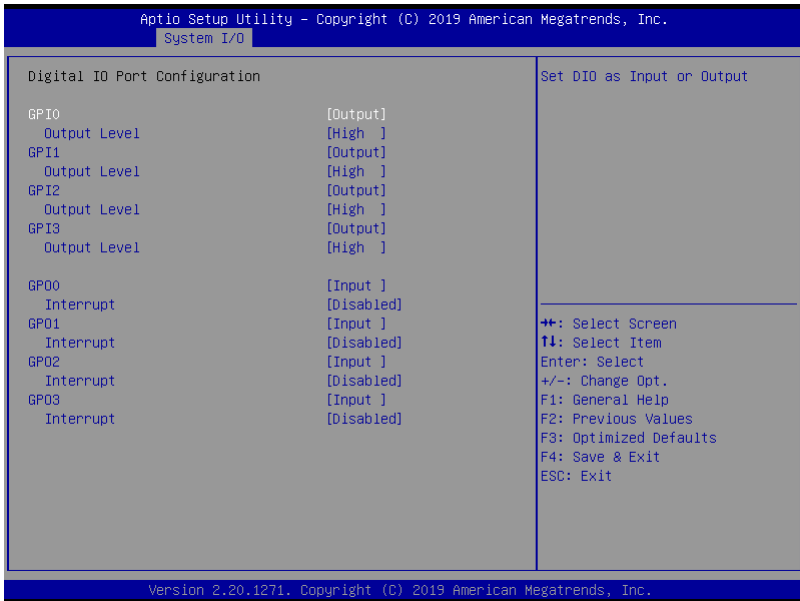 Aptio Setup Utility – Copyright (C) 2019 American Megatrends, Inc.
System I/O
Digital IO Port Configuration
GPI0 [Output]
Output Level [High ]
GPI1 [Output]
Output Level [High ]
GPI2 [Output]
Output Level [High ]
GPI3 [Output]
Output Level [High ]
GPO0 [Input ]
Interrupt [Disabled]
GPO1 [Input ]
Interrupt [Disabled]
GPO2 [Input ]
Interrupt [Disabled]
GPO3 [Input ]
Interrupt [Disabled]
Set DIO as Input or Output
→←: Select Screen
↑↓: Select Item
Enter: Select
+/-: Change Opt.
F1: General Help
F2: Previous Values
F3: Optimized Defaults
F4: Save & Exit
ESC: Exit
Version 2.20.1271. Copyright (C) 2019 American Megatrends, Inc.